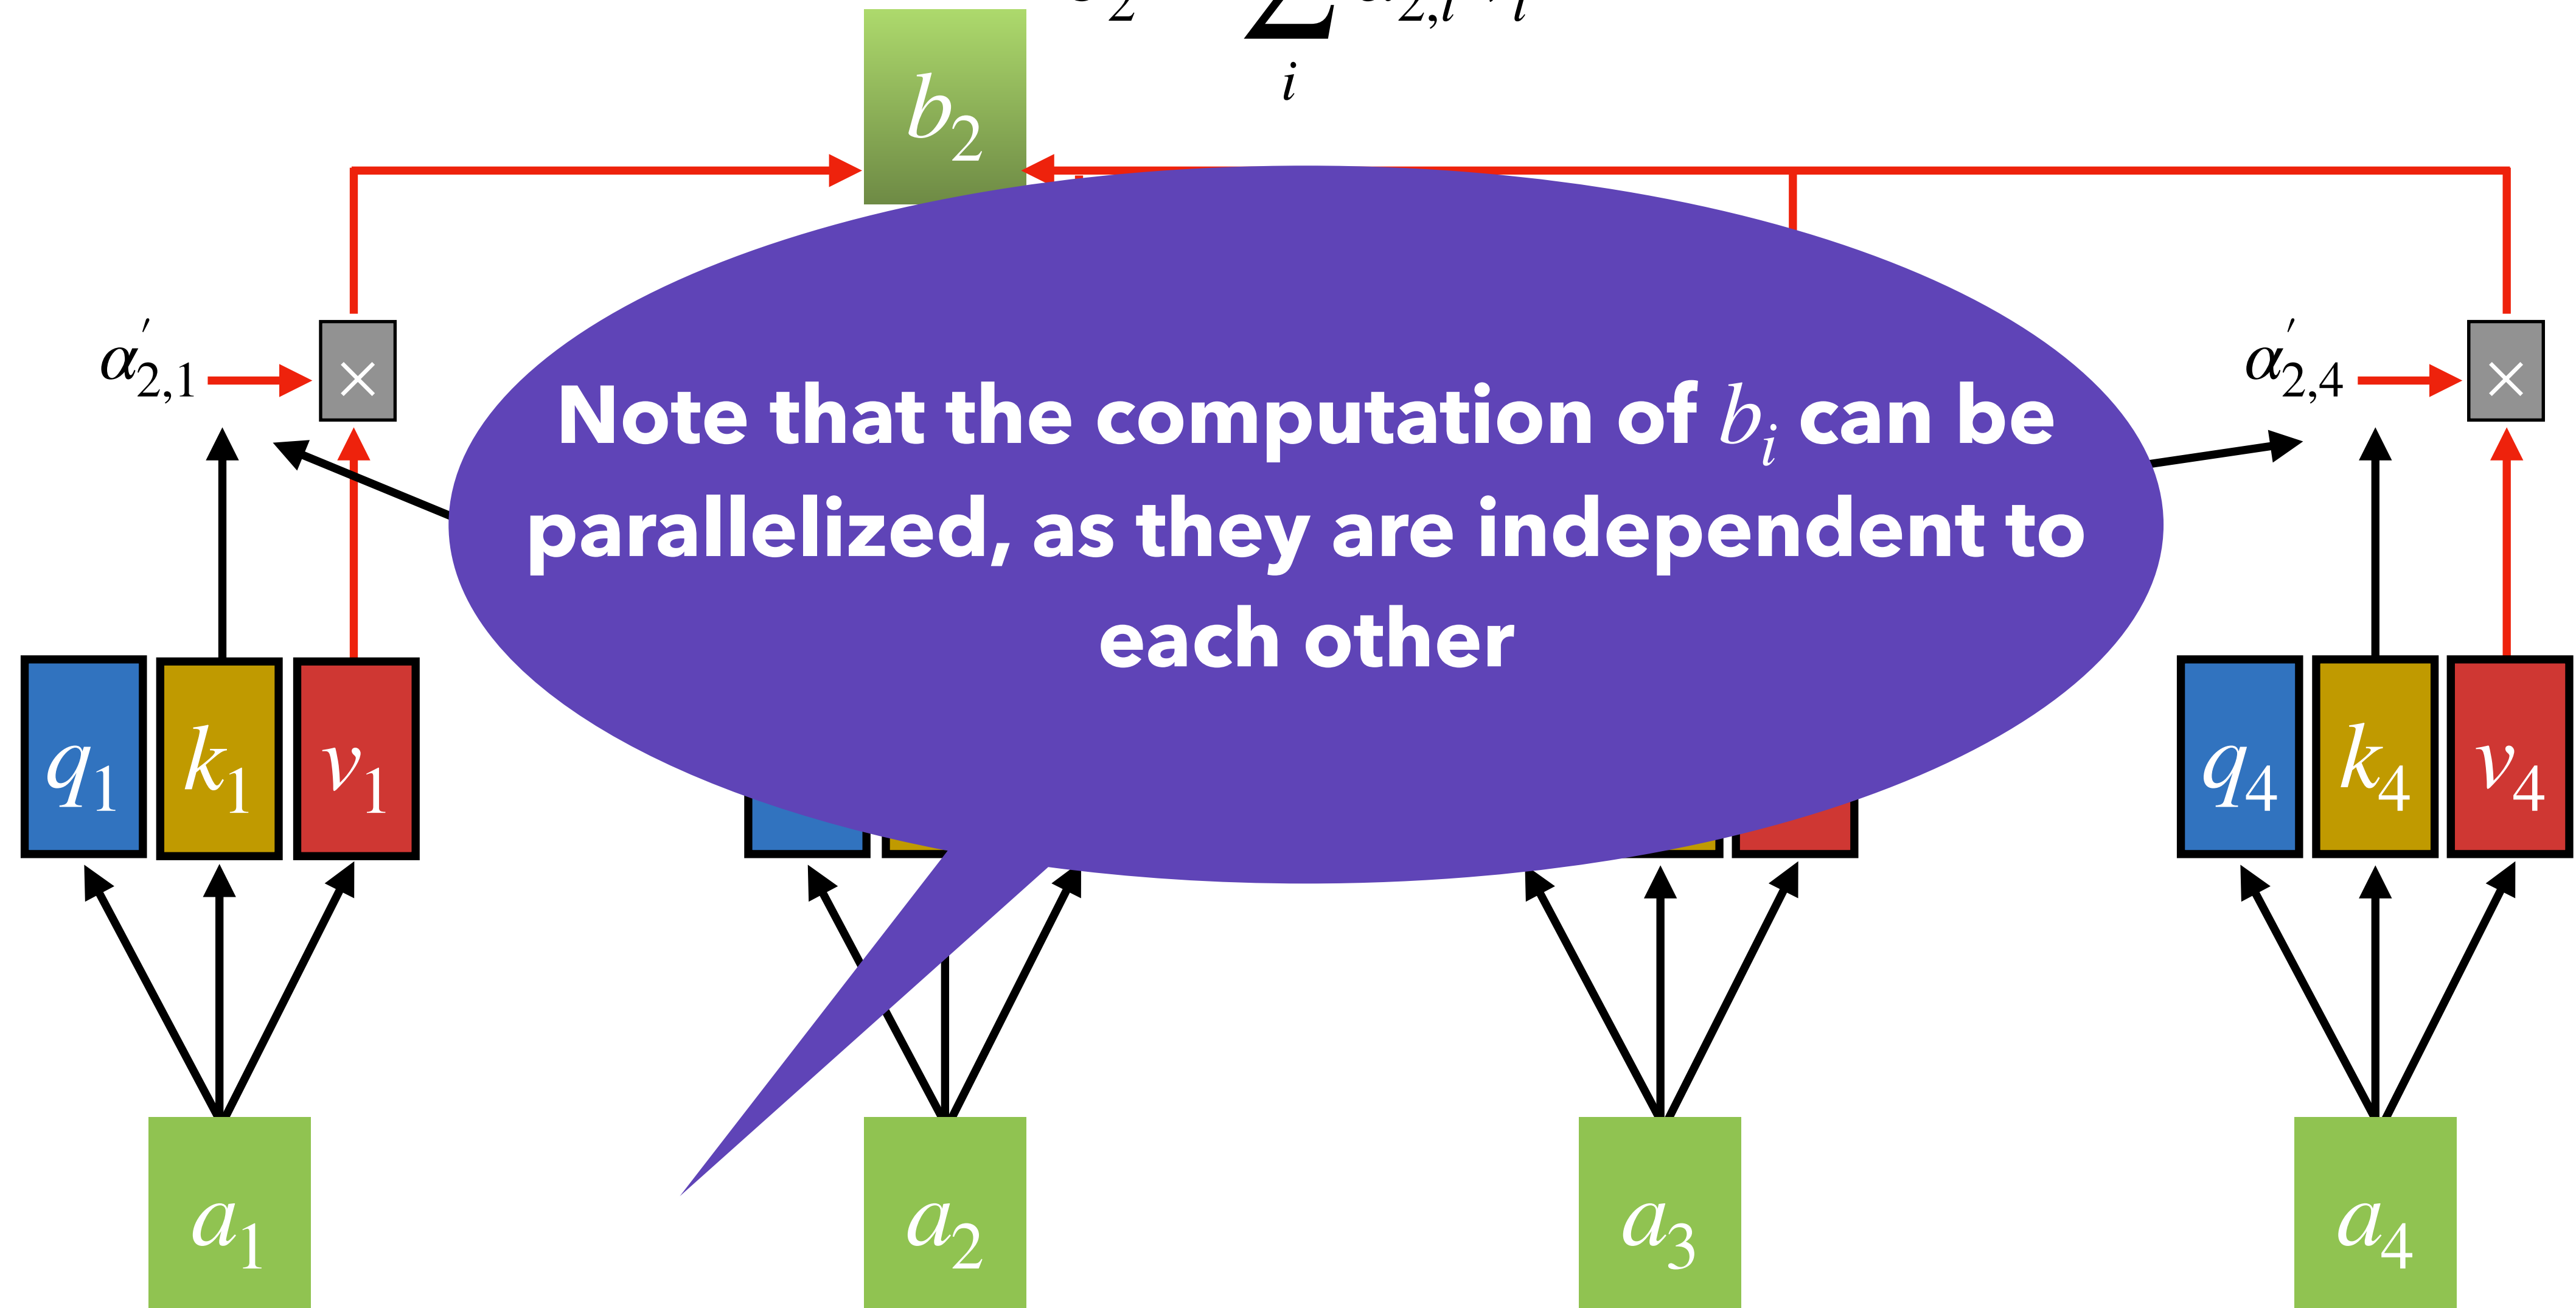 i
b₂
α′₂,₁
×
α′₂,₄
×
Note that the computation of bᵢ can be
parallelized, as they are independent to
each other
q₁ k₁ v₁
q₄ k₄ v₄
a₁ a₂ a₃ a₄